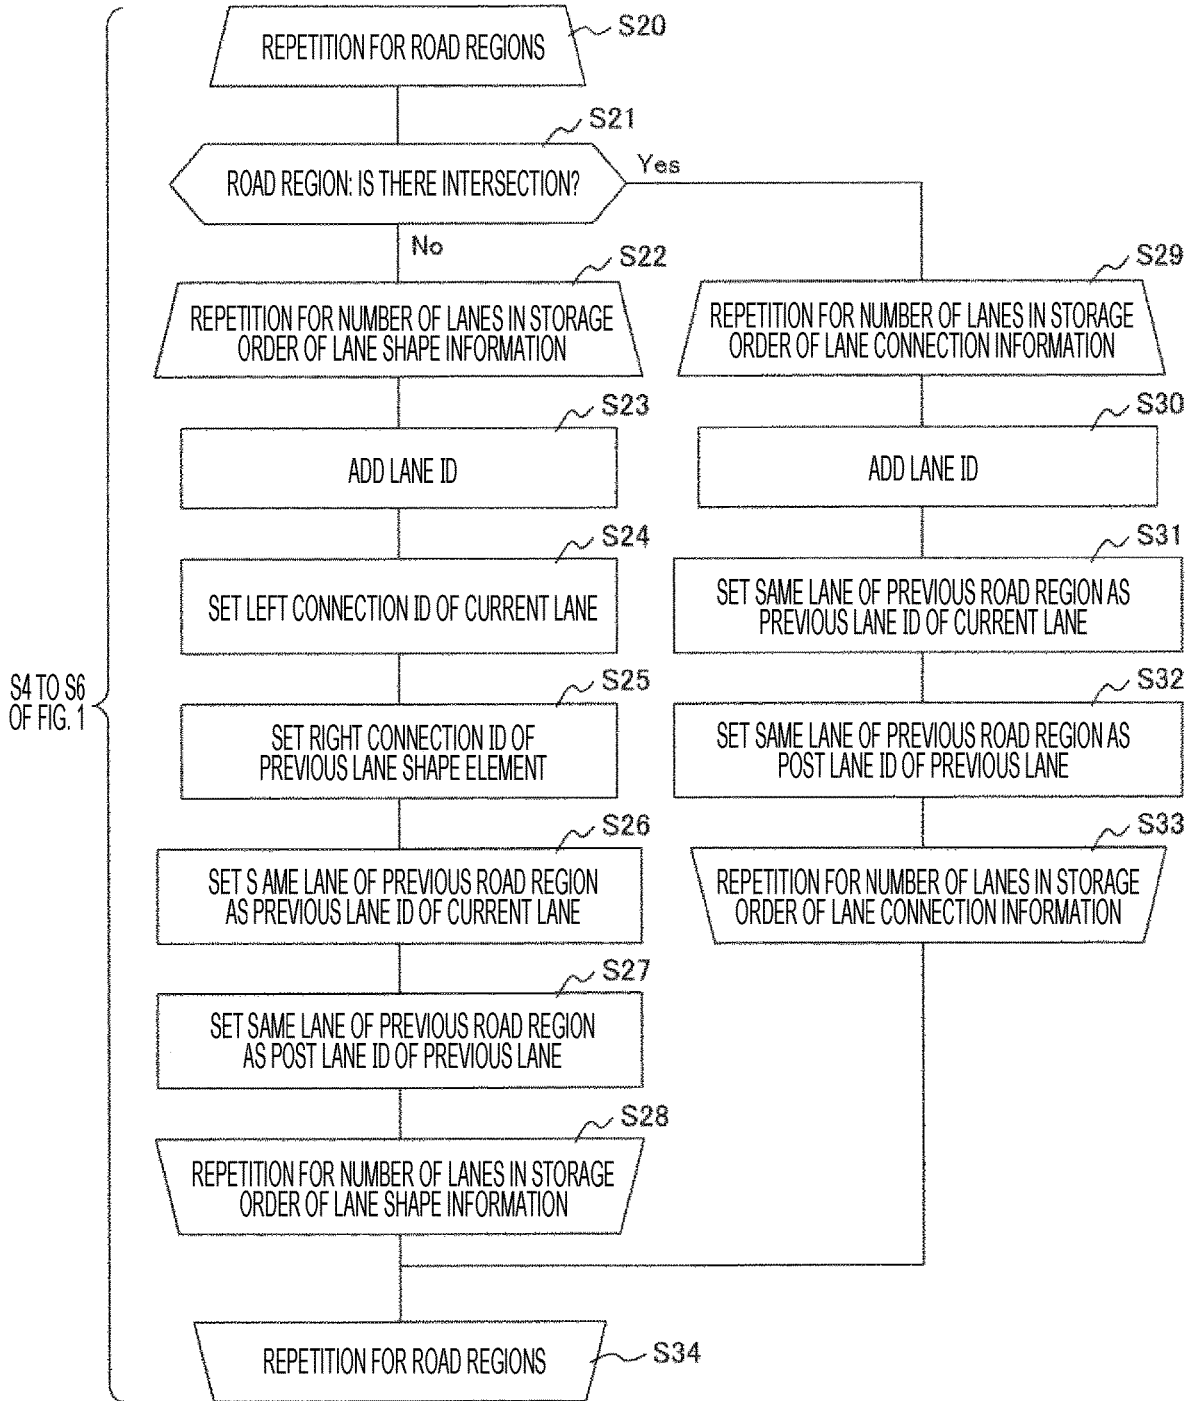 S20
REPETITION FOR ROAD REGIONS
S21
ROAD REGION: IS THERE INTERSECTION?
Yes
No
S22
REPETITION FOR NUMBER OF LANES IN STORAGE
ORDER OF LANE SHAPE INFORMATION
S23
ADD LANE ID
S24
SET LEFT CONNECTION ID OF CURRENT LANE
S25
SET RIGHT CONNECTION ID OF
PREVIOUS LANE SHAPE ELEMENT
S26
SET S AME LANE OF PREVIOUS ROAD REGION
AS PREVIOUS LANE ID OF CURRENT LANE
S27
SET SAME LANE OF PREVIOUS ROAD REGION
AS POST LANE ID OF PREVIOUS LANE
S28
REPETITION FOR NUMBER OF LANES IN STORAGE
ORDER OF LANE SHAPE INFORMATION
S29
REPETITION FOR NUMBER OF LANES IN STORAGE
ORDER OF LANE CONNECTION INFORMATION
S30
ADD LANE ID
S31
SET SAME LANE OF PREVIOUS ROAD REGION AS
PREVIOUS LANE ID OF CURRENT LANE
S32
SET SAME LANE OF PREVIOUS ROAD REGION AS
POST LANE ID OF PREVIOUS LANE
S33
REPETITION FOR NUMBER OF LANES IN STORAGE
ORDER OF LANE CONNECTION INFORMATION
S34
REPETITION FOR ROAD REGIONS
S4 TO S6
OF FIG. 1